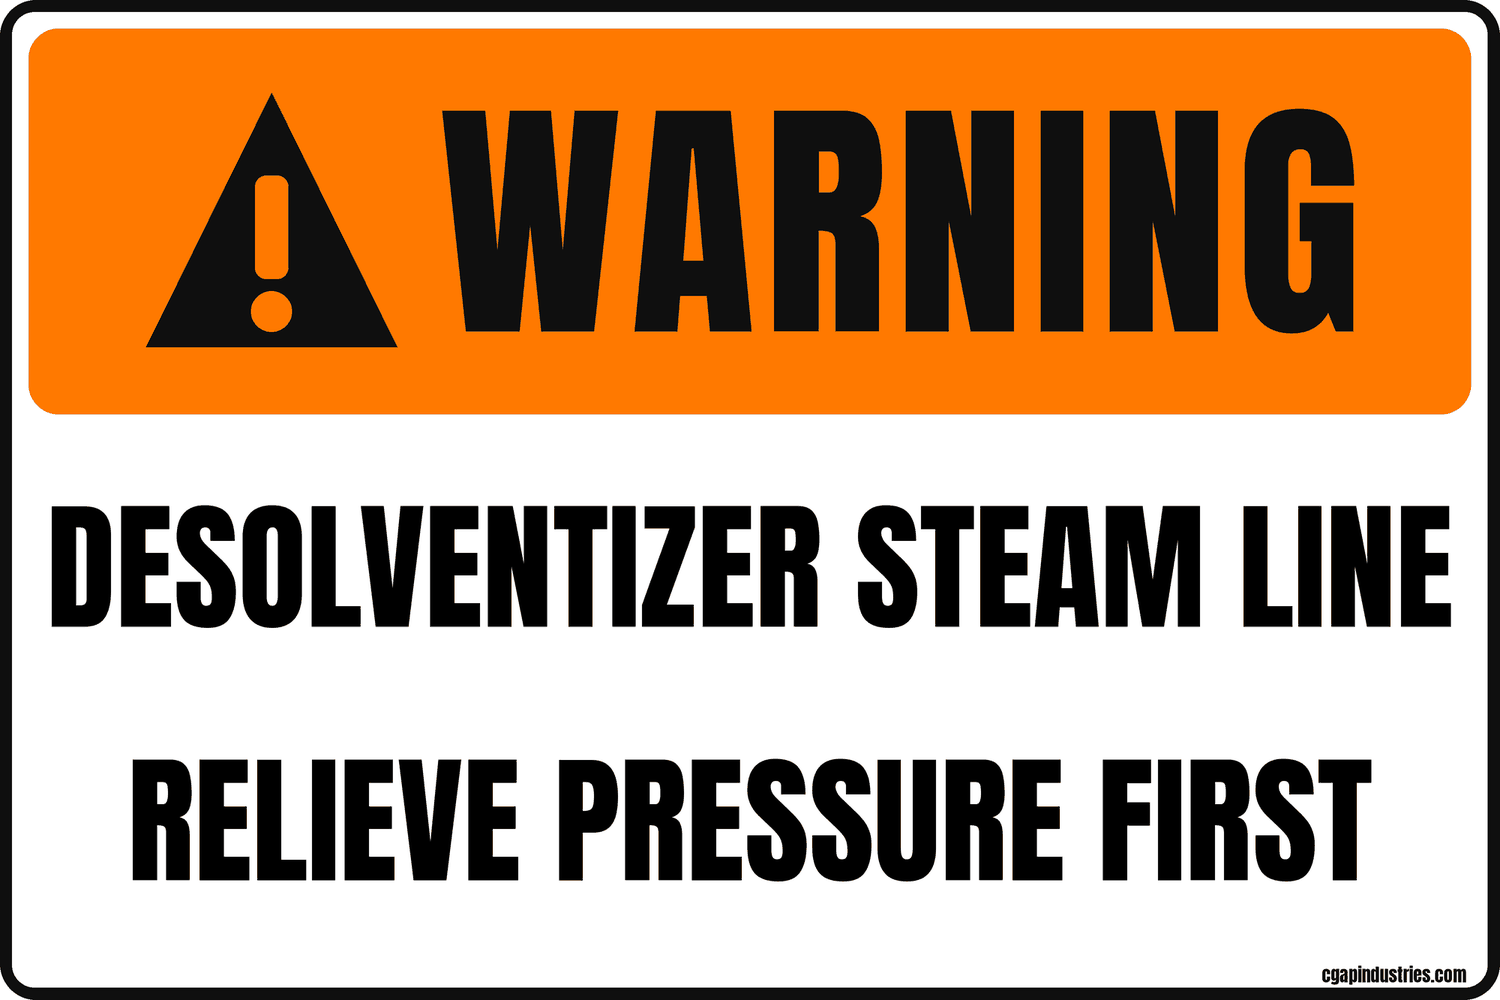 WARNING
DESOLVENTIZER STEAM LINE
RELIEVE PRESSURE FIRST
cgapindustries.com